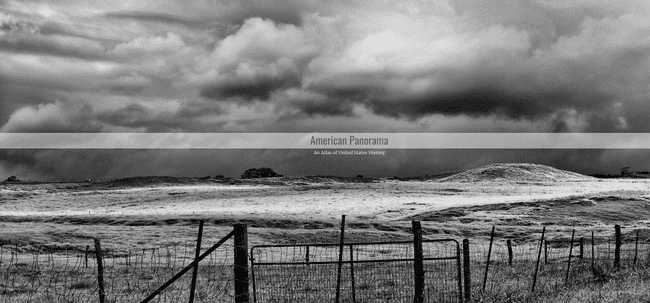 American Panorama
An Atlas of United States History